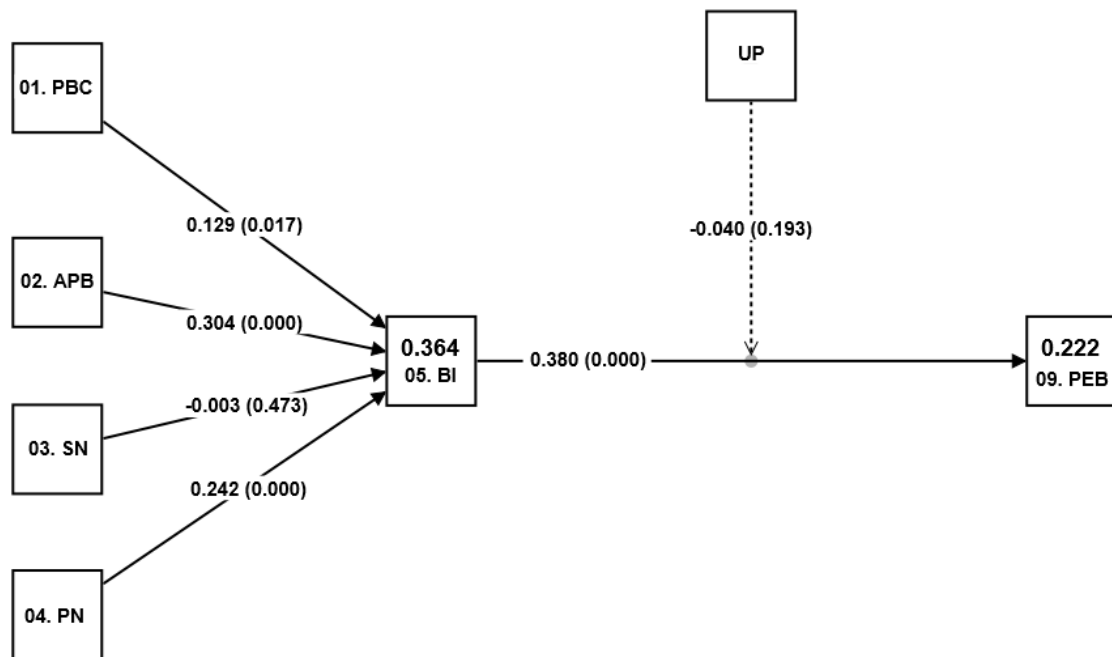 UP
01. PBC
0.129 (0.017)
-0.040 (0.193)
02. APB
0.304 (0.000)
0.364
05. BI
0.380 (0.000)
0.222
09. PEB
-0.003 (0.473)
03. SN
0.242 (0.000)
04. PN